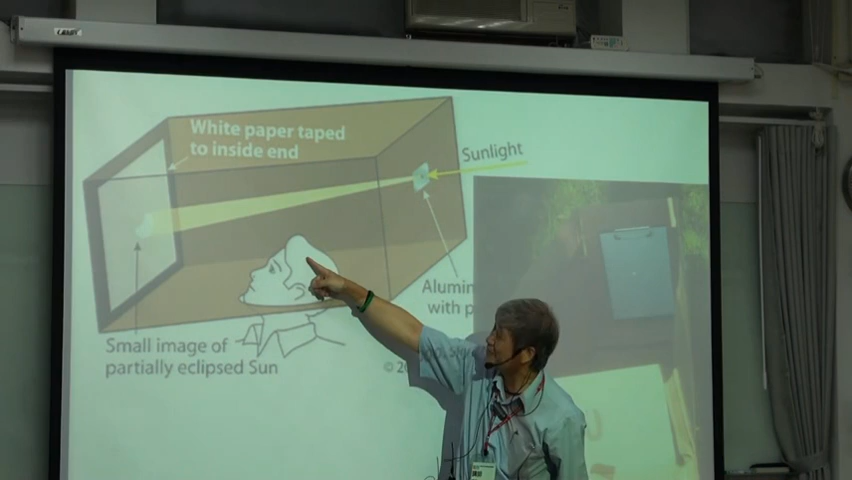 White paper taped
to inside end
Sunlight
Alumin
with p
Small image of
partially eclipsed Sun